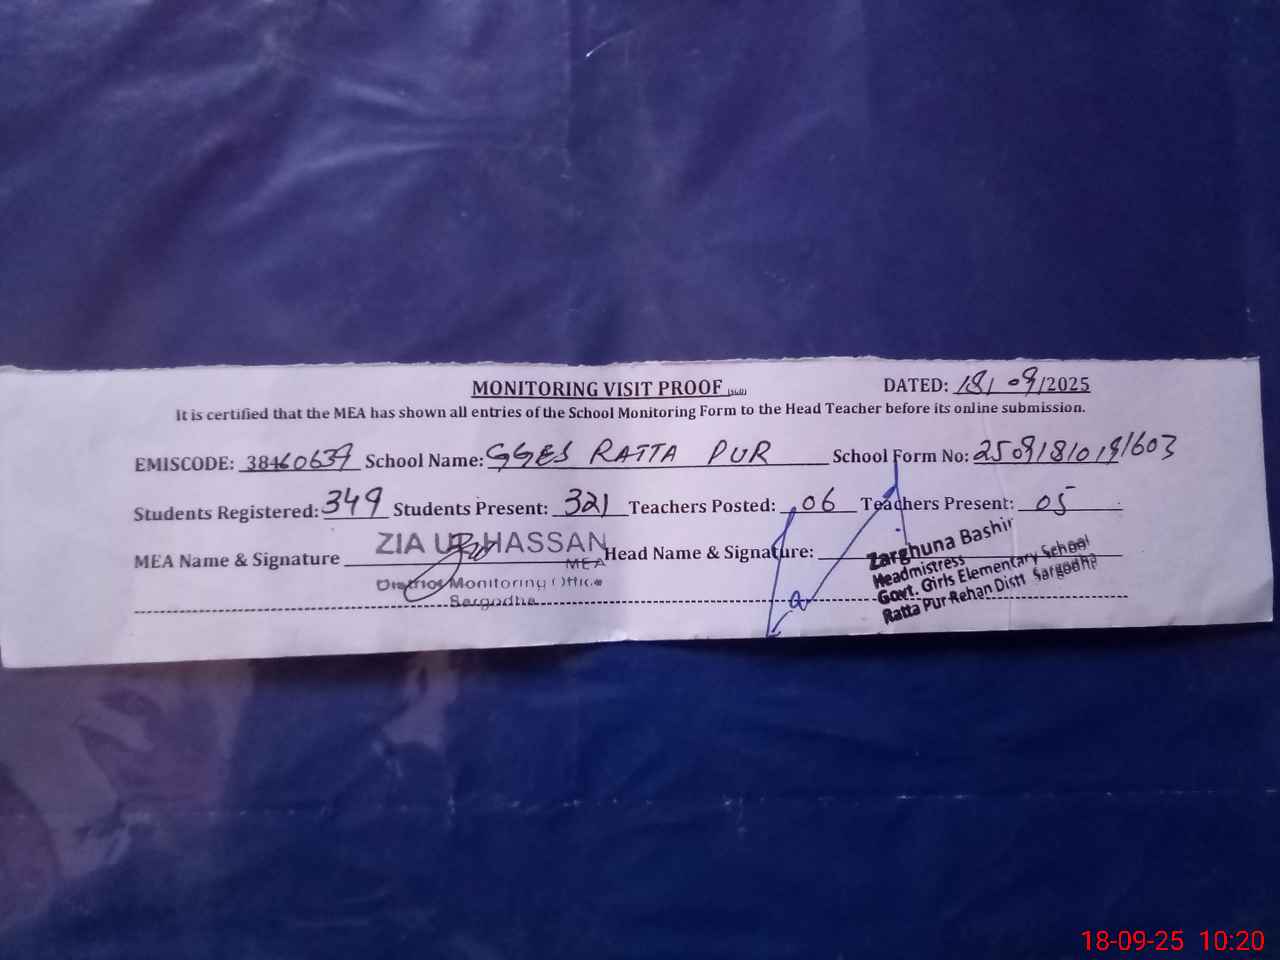 MONITORING VISIT PROOF
DATED: 18/09/2025
It is certified that the MEA has shown all entries of the School Monitoring Form to the Head Teacher before its online submission.
EMISCODE: 38460639 School Name: GGES RATTA PUR School Form No:
Students Registered: 349 Students Present: 321 Teachers Posted: 06 Teachers Present: 05
MEA Name & Signature ZIA UR HASSAN Head Name & Signature:
MEA
District Monitoring Office
Sargodha
Zarghuna Bashir
Headmistress
Govt. Girls Elementary School
Ratta Pur Rehan Distt Sargodha
18-09-25 10:20